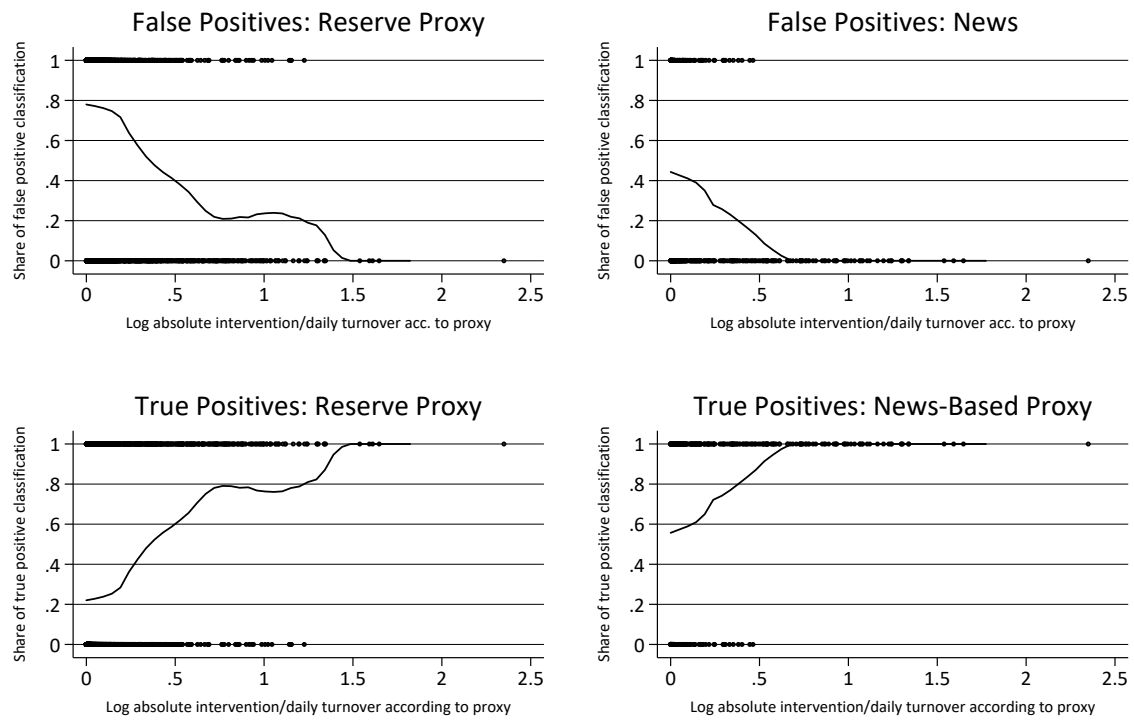 False Positives: Reserve Proxy
Share of false positive classification
1
.8
.6
.4
.2
0
0 .5 1 1.5 2 2.5
Log absolute intervention/daily turnover acc. to proxy
False Positives: News
Share of false positive classification
1
.8
.6
.4
.2
0
0 .5 1 1.5 2 2.5
Log absolute intervention/daily turnover acc. to proxy
True Positives: Reserve Proxy
Share of true positive classification
1
.8
.6
.4
.2
0
0 .5 1 1.5 2 2.5
Log absolute intervention/daily turnover according to proxy
True Positives: News-Based Proxy
Share of true positive classification
1
.8
.6
.4
.2
0
0 .5 1 1.5 2 2.5
Log absolute intervention/daily turnover according to proxy